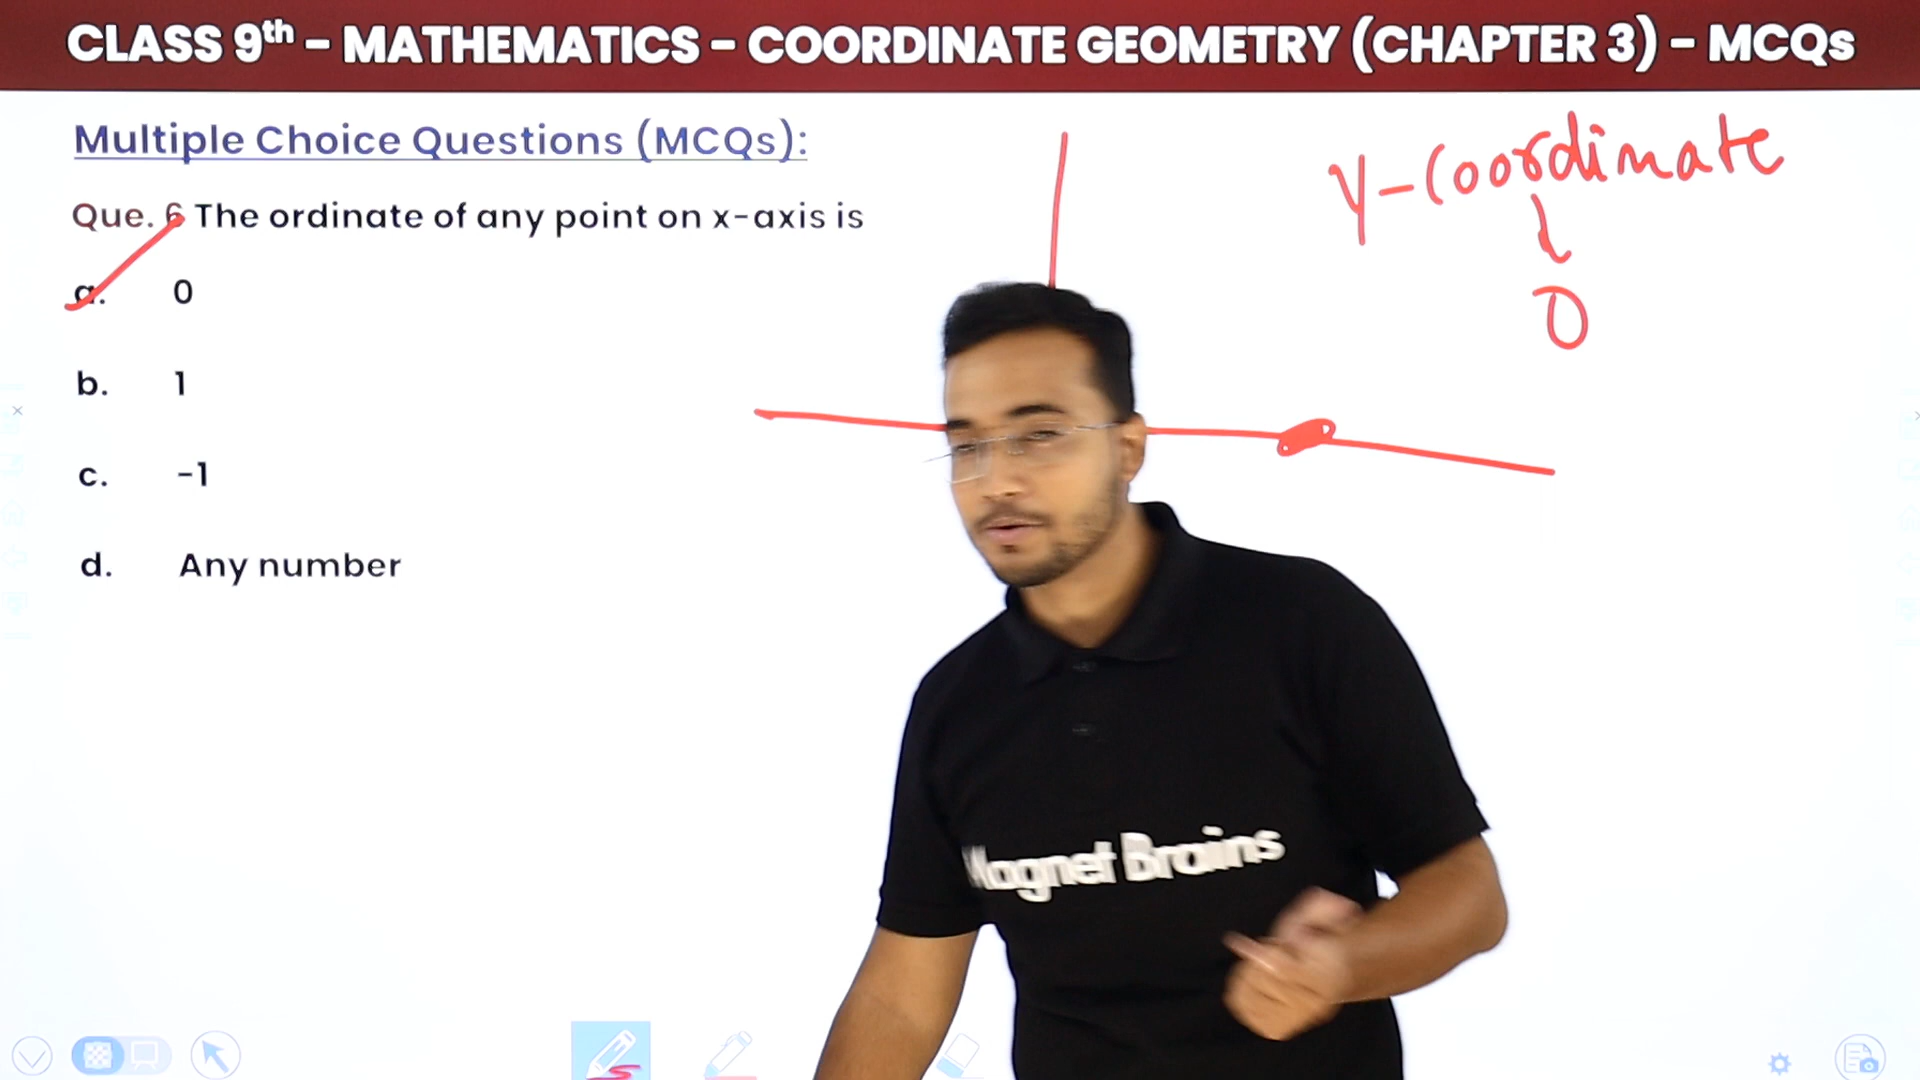 CLASS 9th – MATHEMATICS – COORDINATE GEOMETRY (CHAPTER 3) – MCQs
Multiple Choice Questions (MCQs):
Y-Coordinate
Que. 6 The ordinate of any point on x-axis is
a. 0
0
b. 1
c. -1
d. Any number
Magnet Brains